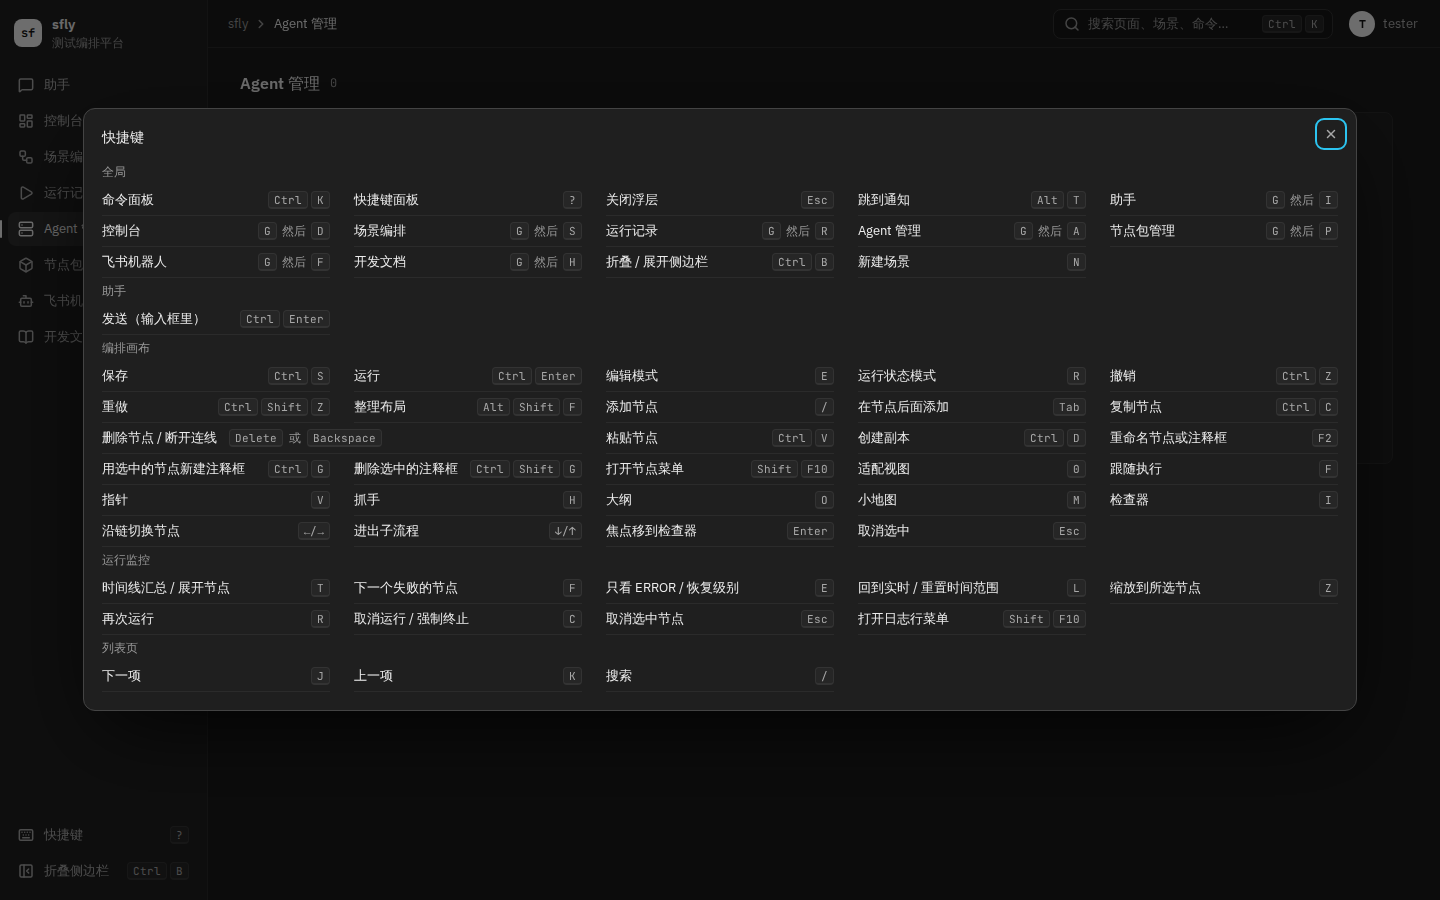 sf
sfly
测试编排平台
sfly > Agent 管理
搜索页面、场景、命令... Ctrl K
T tester
助手
控制台
场景编
运行记
Agent
节点包
飞书机
开发文
快捷键 ?
折叠侧边栏 Ctrl B
Agent 管理 0
快捷键
全局
命令面板 Ctrl K 快捷键面板 ? 关闭浮层 Esc 跳到通知 Alt T 助手 G 然后 I
控制台 G 然后 D 场景编排 G 然后 S 运行记录 G 然后 R Agent 管理 G 然后 A 节点包管理 G 然后 P
飞书机器人 G 然后 F 开发文档 G 然后 H 折叠 / 展开侧边栏 Ctrl B 新建场景 N
助手
发送（输入框里） Ctrl Enter
编排画布
保存 Ctrl S 运行 Ctrl Enter 编辑模式 E 运行状态模式 R 撤销 Ctrl Z
重做 Ctrl Shift Z 整理布局 Alt Shift F 添加节点 / 在节点后面添加 Tab 复制节点 Ctrl C
删除节点 / 断开连线 Delete 或 Backspace 粘贴节点 Ctrl V 创建副本 Ctrl D 重命名节点或注释框 F2
用选中的节点新建注释框 Ctrl G 删除选中的注释框 Ctrl Shift G 打开节点菜单 Shift F10 适配视图 0 跟随执行 F
指针 V 抓手 H 大纲 O 小地图 M 检查器 I
沿链切换节点 ←/→ 进出子流程 ↓/↑ 焦点移到检查器 Enter 取消选中 Esc
运行监控
时间线汇总 / 展开节点 T 下一个失败的节点 F 只看 ERROR / 恢复级别 E 回到实时 / 重置时间范围 L 缩放到所选节点 Z
再次运行 R 取消运行 / 强制终止 C 取消选中节点 Esc 打开日志行菜单 Shift F10
列表页
下一项 J 上一项 K 搜索 /